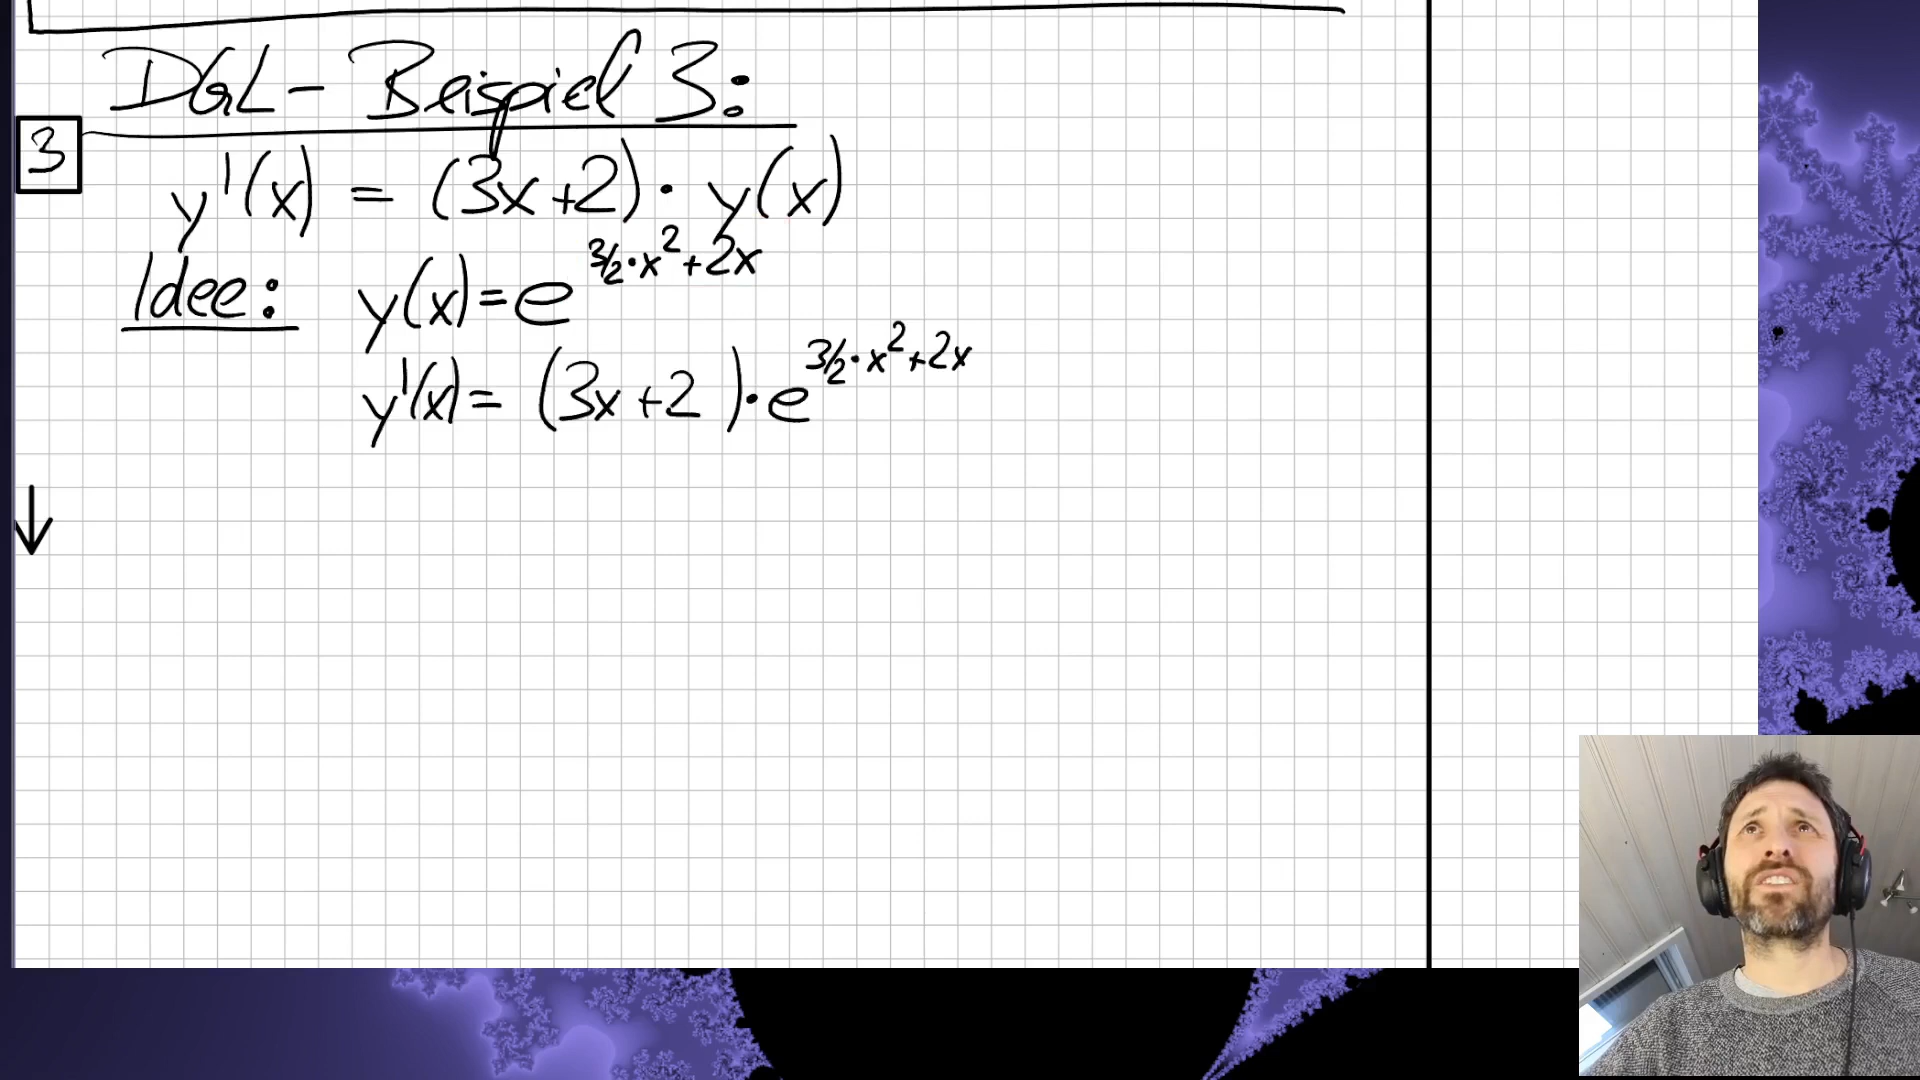 DGL - Beispiel 3:
3
y'(x) = (3x+2) · y(x)
Idee: y(x) = e^{3/2·x²+2x}
y'(x) = (3x+2) · e^{3/2·x²+2x}